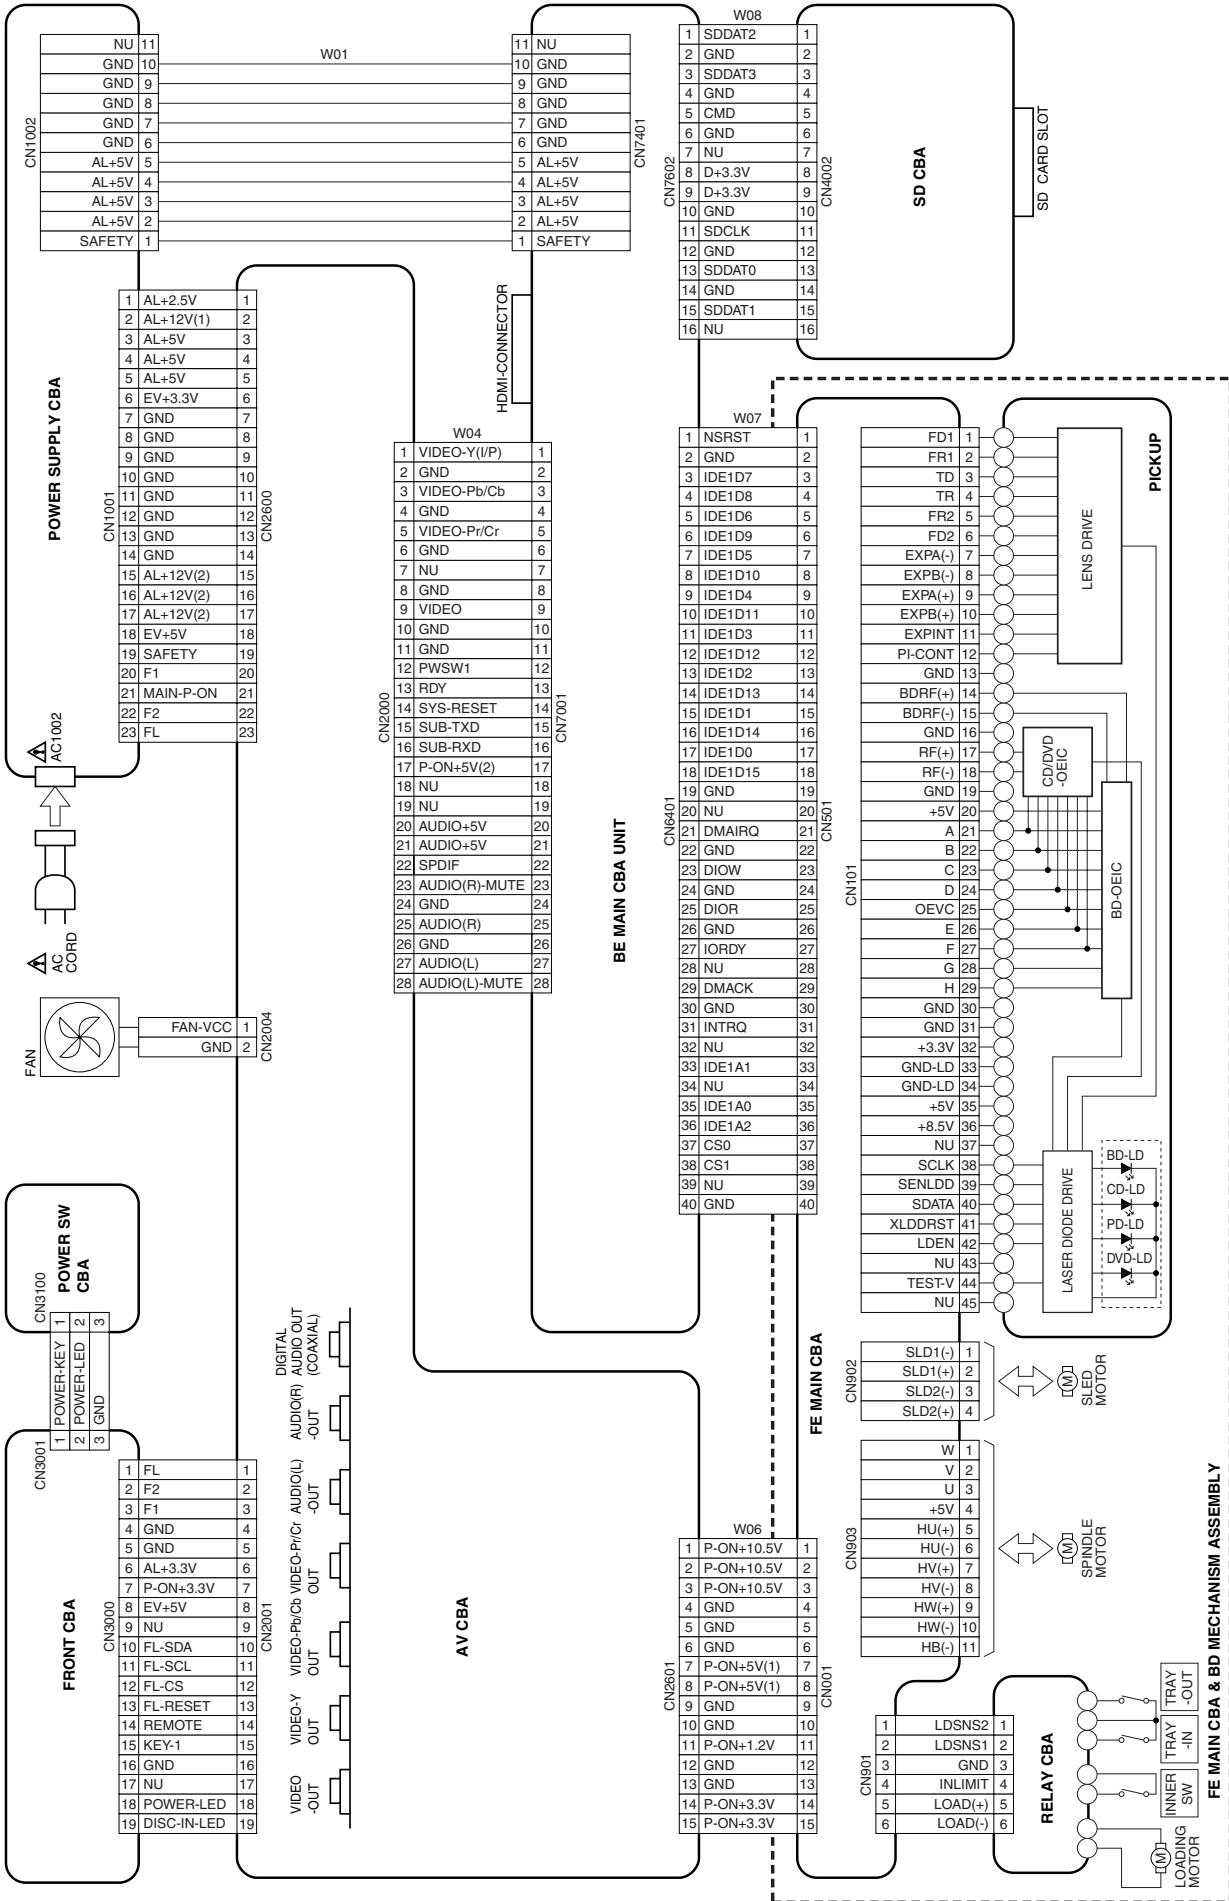 W01
CN1002
NU 11
GND 10
GND 9
GND 8
GND 7
GND 6
AL+5V 5
AL+5V 4
AL+5V 3
AL+5V 2
SAFETY 1
11 NU
10 GND
9 GND
8 GND
7 GND
6 GND
5 AL+5V
4 AL+5V
3 AL+5V
2 AL+5V
1 SAFETY
CN7401
W08
CN7602
1 SDDAT2 1
2 GND 2
3 SDDAT3 3
4 GND 4
5 CMD 5
6 GND 6
7 NU 7
8 D+3.3V 8
9 D+3.3V 9
10 GND 10
11 SDCLK 11
12 GND 12
13 SDDAT0 13
14 GND 14
15 SDDAT1 15
16 NU 16
CN4002
SD CBA
SD CARD SLOT
POWER SUPPLY CBA
CN1001
1 AL+2.5V 1
2 AL+12V(1) 2
3 AL+5V 3
4 AL+5V 4
5 AL+5V 5
6 EV+3.3V 6
7 GND 7
8 GND 8
9 GND 9
10 GND 10
11 GND 11
12 GND 12
13 GND 13
14 GND 14
15 AL+12V(2) 15
16 AL+12V(2) 16
17 AL+12V(2) 17
18 EV+5V 18
19 SAFETY 19
20 F1 20
21 MAIN-P-ON 21
22 F2 22
23 FL 23
CN2600
HDMI-CONNECTOR
AC1002
AC
CORD
FAN
FAN-VCC 1
GND 2
CN2004
W04
CN2000
1 VIDEO-Y(I/P) 1
2 GND 2
3 VIDEO-Pb/Cb 3
4 GND 4
5 VIDEO-Pr/Cr 5
6 GND 6
7 NU 7
8 GND 8
9 VIDEO 9
10 GND 10
11 GND 11
12 PWSW1 12
13 RDY 13
14 SYS-RESET 14
15 SUB-TXD 15
16 SUB-RXD 16
17 P-ON+5V(2) 17
18 NU 18
19 NU 19
20 AUDIO+5V 20
21 AUDIO+5V 21
22 SPDIF 22
23 AUDIO(R)-MUTE 23
24 GND 24
25 AUDIO(R) 25
26 GND 26
27 AUDIO(L) 27
28 AUDIO(L)-MUTE 28
CN7001
BE MAIN CBA UNIT
W07
CN6401
1 NSRST 1
2 GND 2
3 IDE1D7 3
4 IDE1D8 4
5 IDE1D6 5
6 IDE1D9 6
7 IDE1D5 7
8 IDE1D10 8
9 IDE1D4 9
10 IDE1D11 10
11 IDE1D3 11
12 IDE1D12 12
13 IDE1D2 13
14 IDE1D13 14
15 IDE1D1 15
16 IDE1D14 16
17 IDE1D0 17
18 IDE1D15 18
19 GND 19
20 NU 20
21 DMAIRQ 21
22 GND 22
23 DIOW 23
24 GND 24
25 DIOR 25
26 GND 26
27 IORDY 27
28 NU 28
29 DMACK 29
30 GND 30
31 INTRQ 31
32 NU 32
33 IDE1A1 33
34 NU 34
35 IDE1A0 35
36 IDE1A2 36
37 CS0 37
38 CS1 38
39 NU 39
40 GND 40
CN501
CN101
FD1 1
FR1 2
TD 3
TR 4
FR2 5
FD2 6
EXPA(-) 7
EXPB(-) 8
EXPA(+) 9
EXPB(+) 10
EXPINT 11
PI-CONT 12
GND 13
BDRF(+) 14
BDRF(-) 15
GND 16
RF(+) 17
RF(-) 18
GND 19
+5V 20
A 21
B 22
C 23
D 24
OEVC 25
E 26
F 27
G 28
H 29
GND 30
GND 31
+3.3V 32
GND-LD 33
GND-LD 34
+5V 35
+8.5V 36
NU 37
SCLK 38
SENLDD 39
SDATA 40
XLDDRST 41
LDEN 42
NU 43
TEST-V 44
NU 45
PICKUP
LENS DRIVE
CD/DVD
-OEIC
BD-OEIC
LASER DIODE DRIVE
BD-LD
CD-LD
PD-LD
DVD-LD
POWER SW
CBA
CN3100
1 POWER-KEY 1
2 POWER-LED 2
3 GND 3
CN3001
FRONT CBA
CN3000
1 FL 1
2 F2 2
3 F1 3
4 GND 4
5 GND 5
6 AL+3.3V 6
7 P-ON+3.3V 7
8 EV+5V 8
9 NU 9
10 FL-SDA 10
11 FL-SCL 11
12 FL-CS 12
13 FL-RESET 13
14 REMOTE 14
15 KEY-1 15
16 GND 16
17 NU 17
18 POWER-LED 18
19 DISC-IN-LED 19
CN2001
DIGITAL
AUDIO OUT
(COAXIAL)
AUDIO(R)
-OUT
AUDIO(L)
-OUT
VIDEO-Pr/Cr
OUT
VIDEO-Pb/Cb
OUT
VIDEO-Y
OUT
VIDEO
-OUT
AV CBA
W06
CN2601
1 P-ON+10.5V 1
2 P-ON+10.5V 2
3 P-ON+10.5V 3
4 GND 4
5 GND 5
6 GND 6
7 P-ON+5V(1) 7
8 P-ON+5V(1) 8
9 GND 9
10 GND 10
11 P-ON+1.2V 11
12 GND 12
13 GND 13
14 P-ON+3.3V 14
15 P-ON+3.3V 15
CN001
FE MAIN CBA
CN902
SLD1(-) 1
SLD1(+) 2
SLD2(-) 3
SLD2(+) 4
M
SLED
MOTOR
CN903
W 1
V 2
U 3
+5V 4
HU(+) 5
HU(-) 6
HV(+) 7
HV(-) 8
HW(+) 9
HW(-) 10
HB(-) 11
M
SPINDLE
MOTOR
CN901
1 LDSNS2 1
2 LDSNS1 2
3 GND 3
4 INLIMIT 4
5 LOAD(+) 5
6 LOAD(-) 6
RELAY CBA
TRAY
-OUT
TRAY
-IN
INNER
SW
M
LOADING
MOTOR
FE MAIN CBA & BD MECHANISM ASSEMBLY